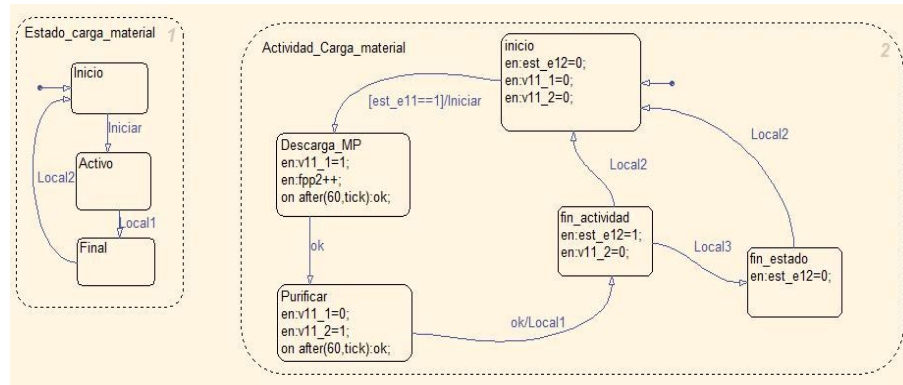 Estado_carga_material
1
Inicio
Iniciar
Activo
Local2
Local1
Final
Actividad_Carga_material
2
inicio
en:est_e12=0;
en:v11_1=0;
en:v11_2=0;
[est_e11==1]/Iniciar
Descarga_MP
en:v11_1=1;
en:fpp2++;
on after(60,tick):ok;
ok
Purificar
en:v11_1=0;
en:v11_2=1;
on after(60,tick):ok;
ok/Local1
fin_actividad
en:est_e12=1;
en:v11_2=0;
Local2
Local3
fin_estado
en:est_e12=0;
Local2